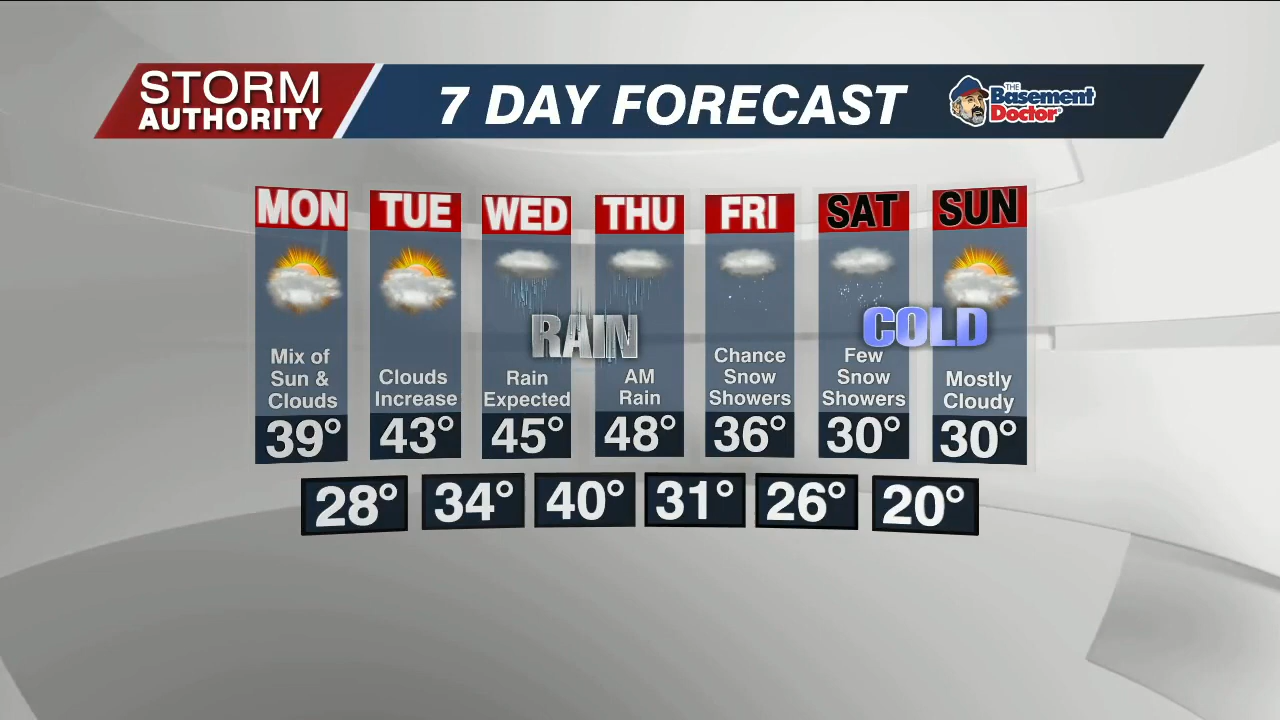 STORM
AUTHORITY
7 DAY FORECAST
THE
Basement
Doctor
MON
TUE
WED
THU
FRI
SAT
SUN
RAIN
COLD
Mix of
Sun &
Clouds
Clouds
Increase
Rain
Expected
AM
Rain
Chance
Snow
Showers
Few
Snow
Showers
Mostly
Cloudy
39°
43°
45°
48°
36°
30°
30°
28°
34°
40°
31°
26°
20°